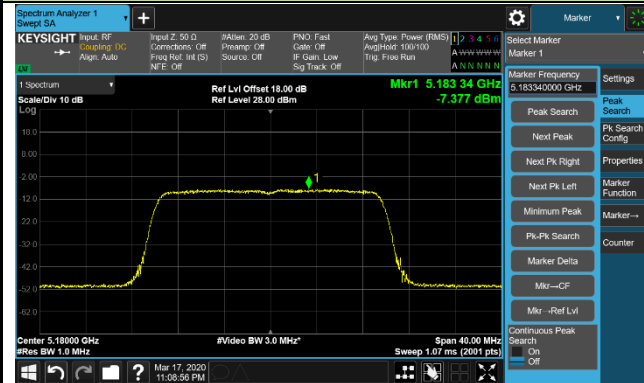 Spectrum Analyzer 1
Swept SA
+
Marker
KEYSIGHT Input: RF
Coupling: DC
Align: Auto
Input Z: 50 Ω
Corrections: Off
Freq Ref: Int (S)
NFE: Off
#Atten: 20 dB
Preamp: Off
Source: Off
PNO: Fast
Gate: Off
IF Gain: Low
Sig Track: Off
Avg Type: Power (RMS)
Avg|Hold: 100/100
Trig: Free Run
1 2 3 4 5 6
A W W W W W
A N N N N N
Select Marker
Marker 1
1 Spectrum
Scale/Div 10 dB
Log
Ref Lvl Offset 18.00 dB
Ref Level 28.00 dBm
Mkr1 5.183 34 GHz
-7.377 dBm
18.0
8.00
2.00
12.0
22.0
32.0
42.0
52.0
62.0
1
Center 5.18000 GHz
#Res BW 1.0 MHz
#Video BW 3.0 MHz*
Span 40.00 MHz
Sweep 1.07 ms (2001 pts)
Marker Frequency
5.183340000 GHz
Peak Search
Next Peak
Next Pk Right
Next Pk Left
Minimum Peak
Pk-Pk Search
Marker Delta
Mkr→CF
Mkr→Ref Lvl
Continuous Peak
Search
On
Off
Settings
Peak
Search
Pk Search
Config
Properties
Marker
Function
Marker→
Counter
?
Mar 17, 2020
11:08:56 PM